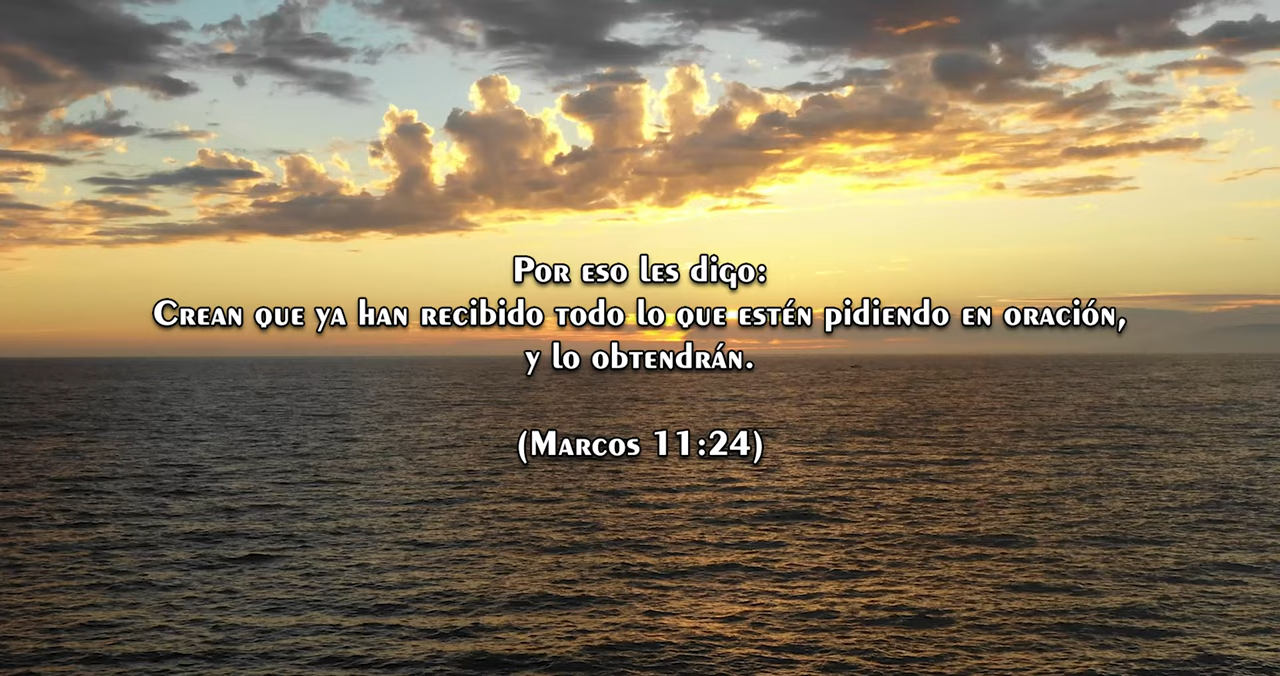 Por eso les digo:
Crean que ya han recibido todo lo que estén pidiendo en oración,
y lo obtendrán.
(Marcos 11:24)